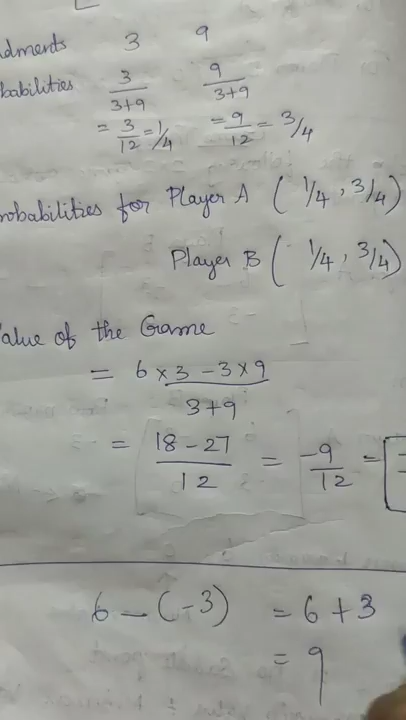 dments 3 9
babilities 3/(3+9) 9/(3+9)
= 3/12 = 1/4 = 9/12 = 3/4
robabilities for Player A ( 1/4 , 3/4 )
Player B ( 1/4 , 3/4 )
alue of the Game
= (6 × 3 - 3 × 9)/(3+9)
= (18 - 27)/12 = -9/12 =
6 - (-3) = 6 + 3
= 9